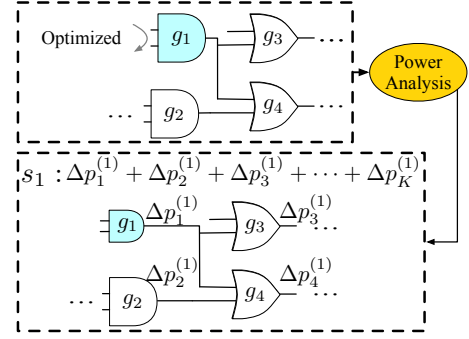 Optimized
g₁
g₃
...
... g₂
g₄
...
Power
Analysis
s₁ : Δp₁⁽¹⁾ + Δp₂⁽¹⁾ + Δp₃⁽¹⁾ + ⋯ + Δp_K⁽¹⁾
g₁ Δp₁⁽¹⁾ g₃ Δp₃⁽¹⁾ ...
... g₂ Δp₂⁽¹⁾ g₄ Δp₄⁽¹⁾ ...